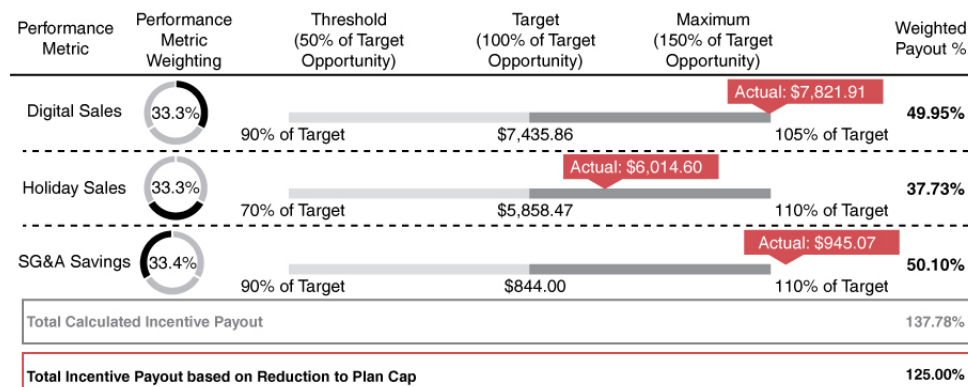 Performance
Metric
Performance
Metric
Weighting
Threshold
(50% of Target
Opportunity)
Target
(100% of Target
Opportunity)
Maximum
(150% of Target
Opportunity)
Weighted
Payout %
Digital Sales
33.3%
Actual: $7,821.91
90% of Target
$7,435.86
105% of Target
49.95%
Holiday Sales
33.3%
Actual: $6,014.60
70% of Target
$5,858.47
110% of Target
37.73%
SG&A Savings
33.4%
Actual: $945.07
90% of Target
$844.00
110% of Target
50.10%
Total Calculated Incentive Payout 137.78%
Total Incentive Payout based on Reduction to Plan Cap 125.00%